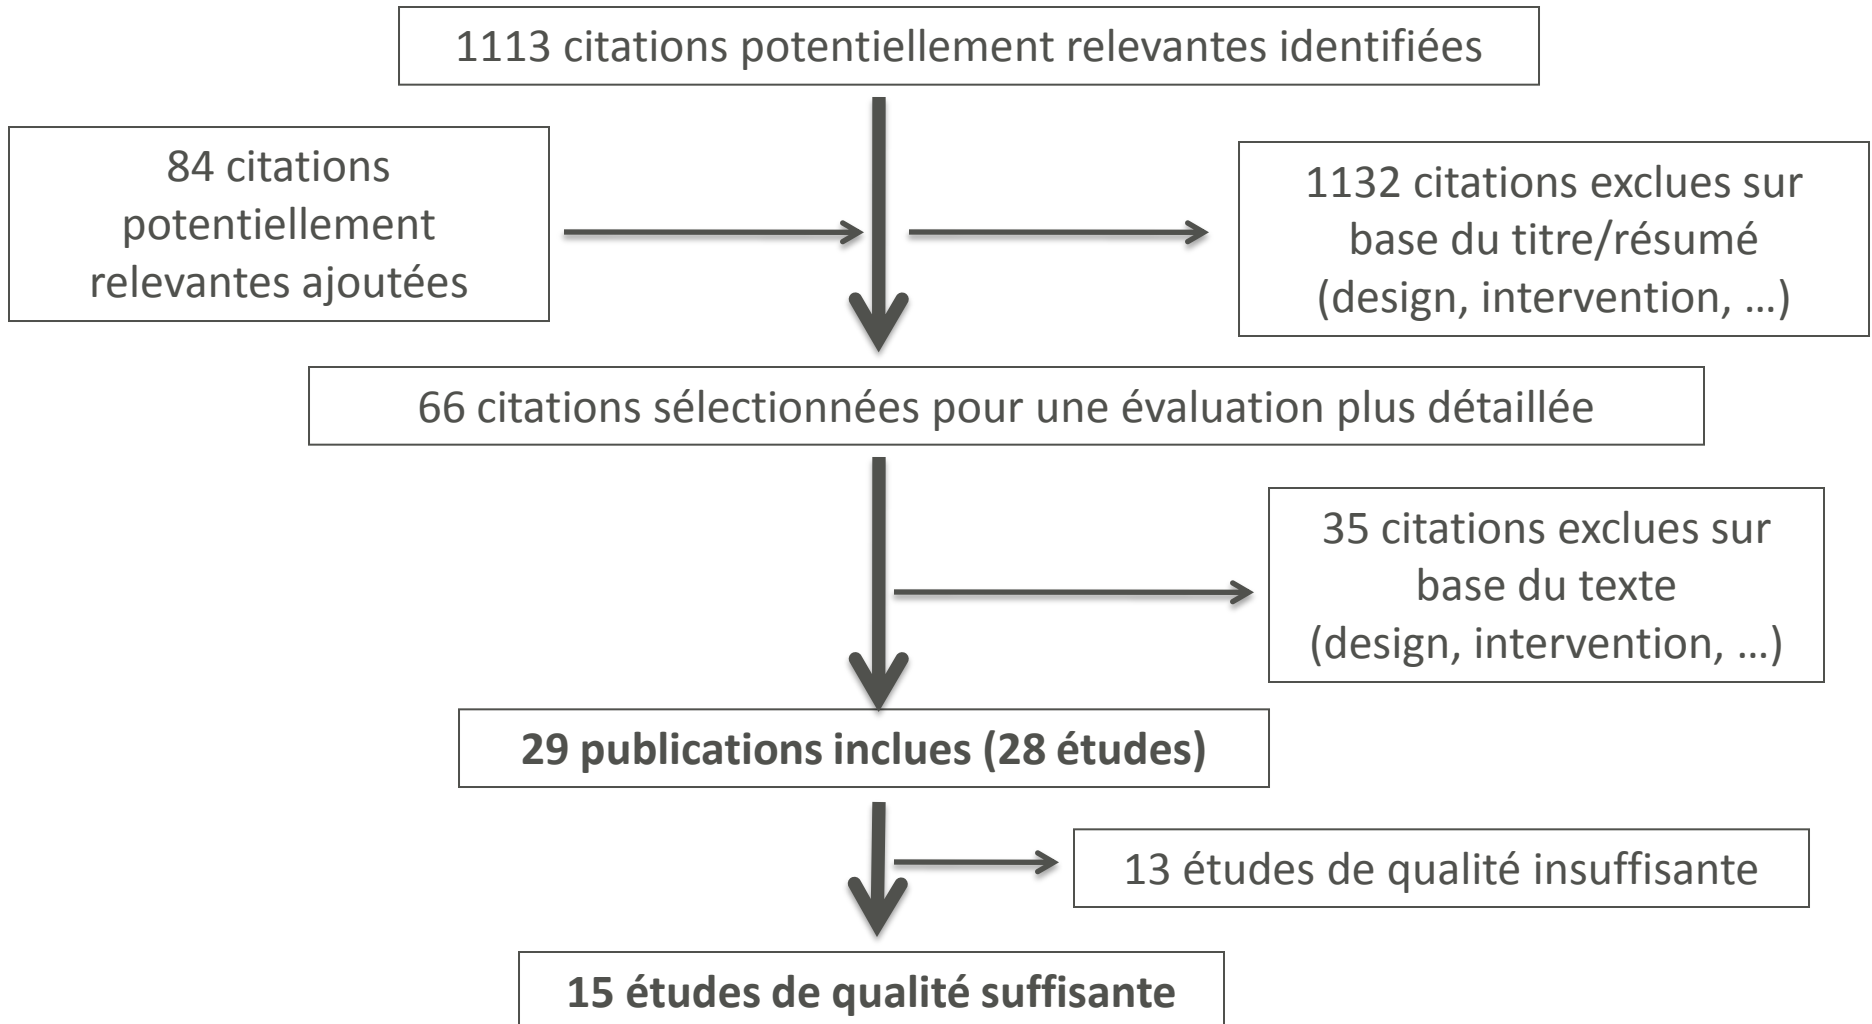 1113 citations potentiellement relevantes identifiées
84 citations
potentiellement
relevantes ajoutées
1132 citations exclues sur
base du titre/résumé
(design, intervention, ...)
66 citations sélectionnées pour une évaluation plus détaillée
35 citations exclues sur
base du texte
(design, intervention, ...)
29 publications inclues (28 études)
13 études de qualité insuffisante
15 études de qualité suffisante